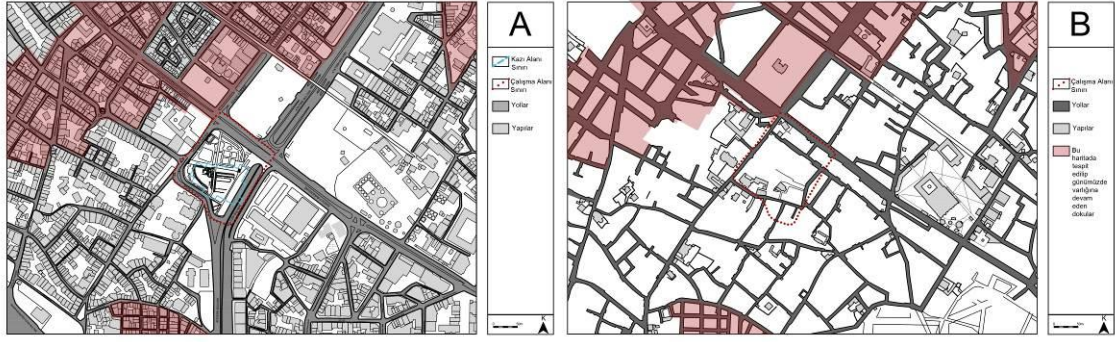 A
Kazı Alanı
Sınırı
Çalışma Alanı
Sınırı
Yollar
Yapılar
K
B
Çalışma Alanı
Sınırı
Yollar
Yapılar
Bu
haritada
tespit
edilip
günümüzde
varlığına
devam
eden
dokular
K